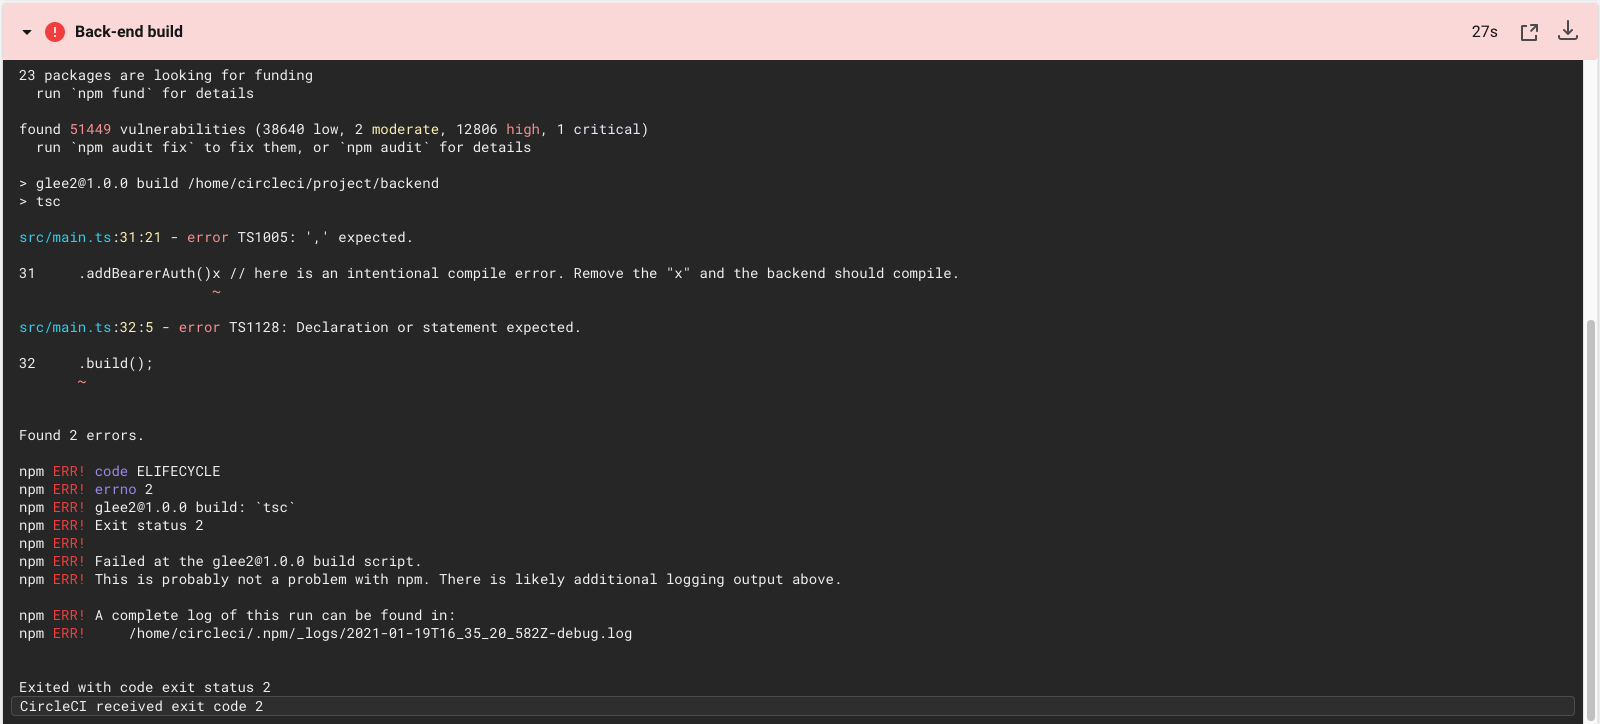 Back-end build
27s
23 packages are looking for funding
run `npm fund` for details
found 51449 vulnerabilities (38640 low, 2 moderate, 12806 high, 1 critical)
run `npm audit fix` to fix them, or `npm audit` for details
> glee2@1.0.0 build /home/circleci/project/backend
> tsc
src/main.ts:31:21 - error TS1005: ',' expected.
31     .addBearerAuth()x // here is an intentional compile error. Remove the "x" and the backend should compile.
~
src/main.ts:32:5 - error TS1128: Declaration or statement expected.
32     .build();
~
Found 2 errors.
npm ERR! code ELIFECYCLE
npm ERR! errno 2
npm ERR! glee2@1.0.0 build: `tsc`
npm ERR! Exit status 2
npm ERR!
npm ERR! Failed at the glee2@1.0.0 build script.
npm ERR! This is probably not a problem with npm. There is likely additional logging output above.
npm ERR! A complete log of this run can be found in:
npm ERR!     /home/circleci/.npm/_logs/2021-01-19T16_35_20_582Z-debug.log
Exited with code exit status 2
CircleCI received exit code 2